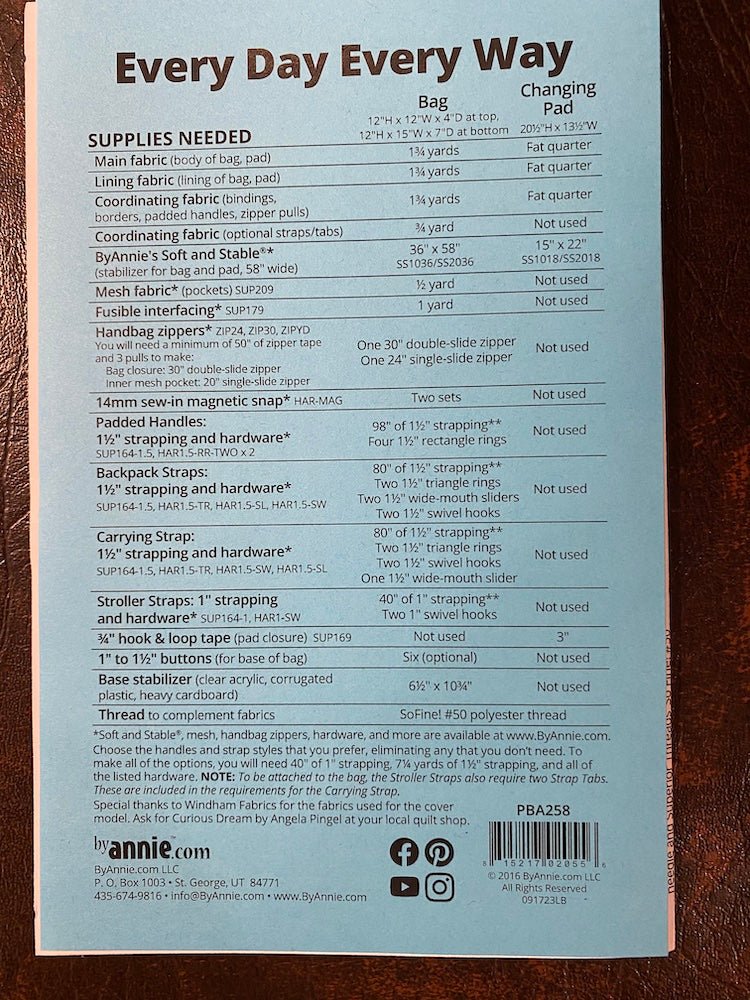 Every Day Every Way
SUPPLIES NEEDED
Bag
12"H x 12"W x 4"D at top,
12"H x 15"W x 7"D at bottom
Changing
Pad
20½"H x 13½"W
Main fabric (body of bag, pad) 1¾ yards Fat quarter
Lining fabric (lining of bag, pad) 1¾ yards Fat quarter
Coordinating fabric (bindings,
borders, padded handles, zipper pulls) 1¾ yards Fat quarter
Coordinating fabric (optional straps/tabs) ¾ yard Not used
ByAnnie's Soft and Stable®* 36" x 58" 15" x 22"
(stabilizer for bag and pad, 58" wide) SS1036/SS2036 SS1018/SS2018
Mesh fabric* (pockets) SUP209 ½ yard Not used
Fusible interfacing* SUP179 1 yard Not used
Handbag zippers* ZIP24, ZIP30, ZIPYD
You will need a minimum of 50" of zipper tape
and 3 pulls to make:
Bag closure: 30" double-slide zipper
Inner mesh pocket: 20" single-slide zipper
One 30" double-slide zipper
One 24" single-slide zipper
Not used
14mm sew-in magnetic snap* HAR-MAG Two sets Not used
Padded Handles:
1½" strapping and hardware*
SUP164-1.5, HAR1.5-RR-TWO x 2
98" of 1½" strapping**
Four 1½" rectangle rings
Not used
Backpack Straps:
1½" strapping and hardware*
SUP164-1.5, HAR1.5-TR, HAR1.5-SL, HAR1.5-SW
80" of 1½" strapping**
Two 1½" triangle rings
Two 1½" wide-mouth sliders
Two 1½" swivel hooks
Not used
Carrying Strap:
1½" strapping and hardware*
SUP164-1.5, HAR1.5-TR, HAR1.5-SW, HAR1.5-SL
80" of 1½" strapping**
Two 1½" triangle rings
Two 1½" swivel hooks
One 1½" wide-mouth slider
Not used
Stroller Straps: 1" strapping
and hardware* SUP164-1, HAR1-SW
40" of 1" strapping**
Two 1" swivel hooks
Not used
¾" hook & loop tape (pad closure) SUP169 Not used 3"
1" to 1½" buttons (for base of bag) Six (optional) Not used
Base stabilizer (clear acrylic, corrugated
plastic, heavy cardboard) 6½" x 10¾" Not used
Thread to complement fabrics SoFine! #50 polyester thread
*Soft and Stable®, mesh, handbag zippers, hardware, and more are available at www.ByAnnie.com.
Choose the handles and strap styles that you prefer, eliminating any that you don't need. To
make all of the options, you will need 40" of 1" strapping, 7¼ yards of 1½" strapping, and all of
the listed hardware. NOTE: To be attached to the bag, the Stroller Straps also require two Strap Tabs.
These are included in the requirements for the Carrying Strap.
Special thanks to Windham Fabrics for the fabrics used for the cover
model. Ask for Curious Dream by Angela Pingel at your local quilt shop.
PBA258
byannie.com™
ByAnnie.com LLC
P. O. Box 1003 • St. George, UT 84771
435-674-9816 • info@ByAnnie.com • www.ByAnnie.com
8 15217 02055 6
© 2016 ByAnnie.com LLC
All Rights Reserved
091723LB
needle and Superior Threads